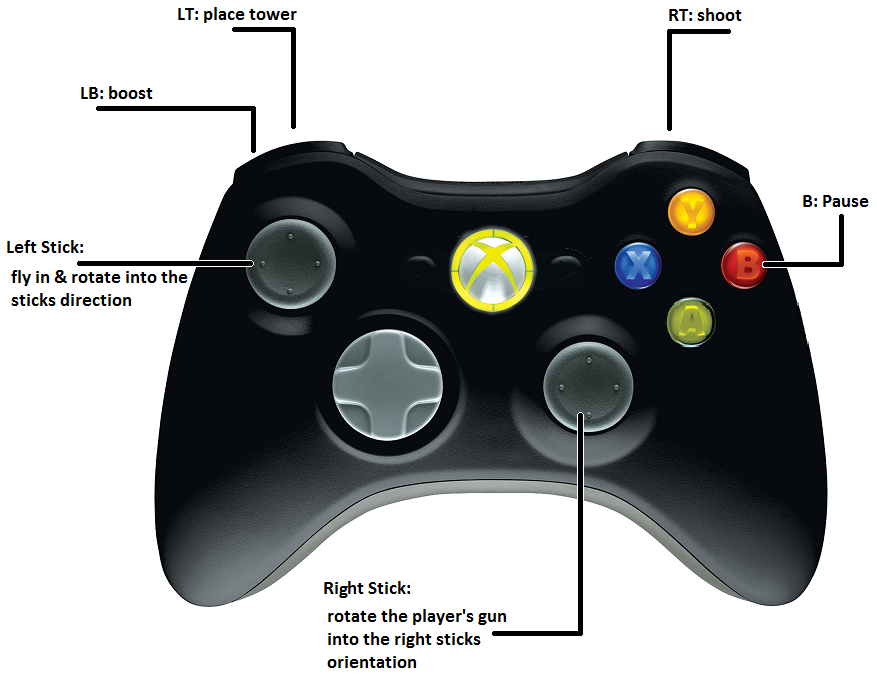 LT: place tower
RT: shoot
LB: boost
B: Pause
Y
X
B
A
Left Stick:
fly in & rotate into the
sticks direction
Right Stick:
rotate the player's gun
into the right sticks
orientation